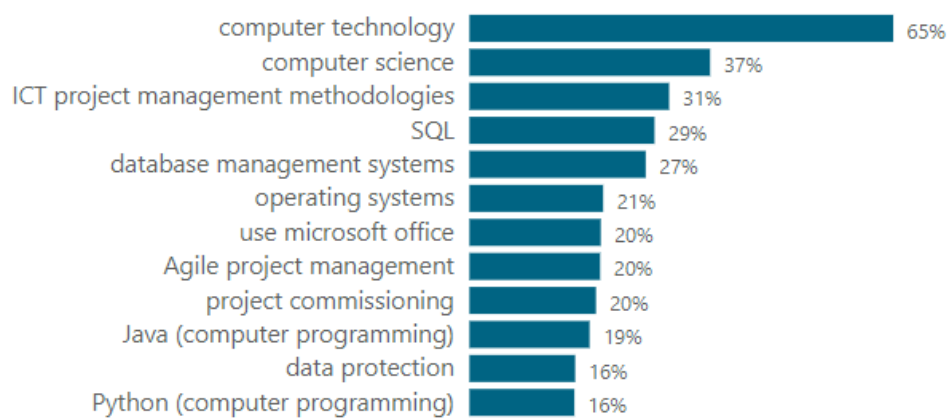 computer technology 65%
computer science 37%
ICT project management methodologies 31%
SQL 29%
database management systems 27%
operating systems 21%
use microsoft office 20%
Agile project management 20%
project commissioning 20%
Java (computer programming) 19%
data protection 16%
Python (computer programming) 16%